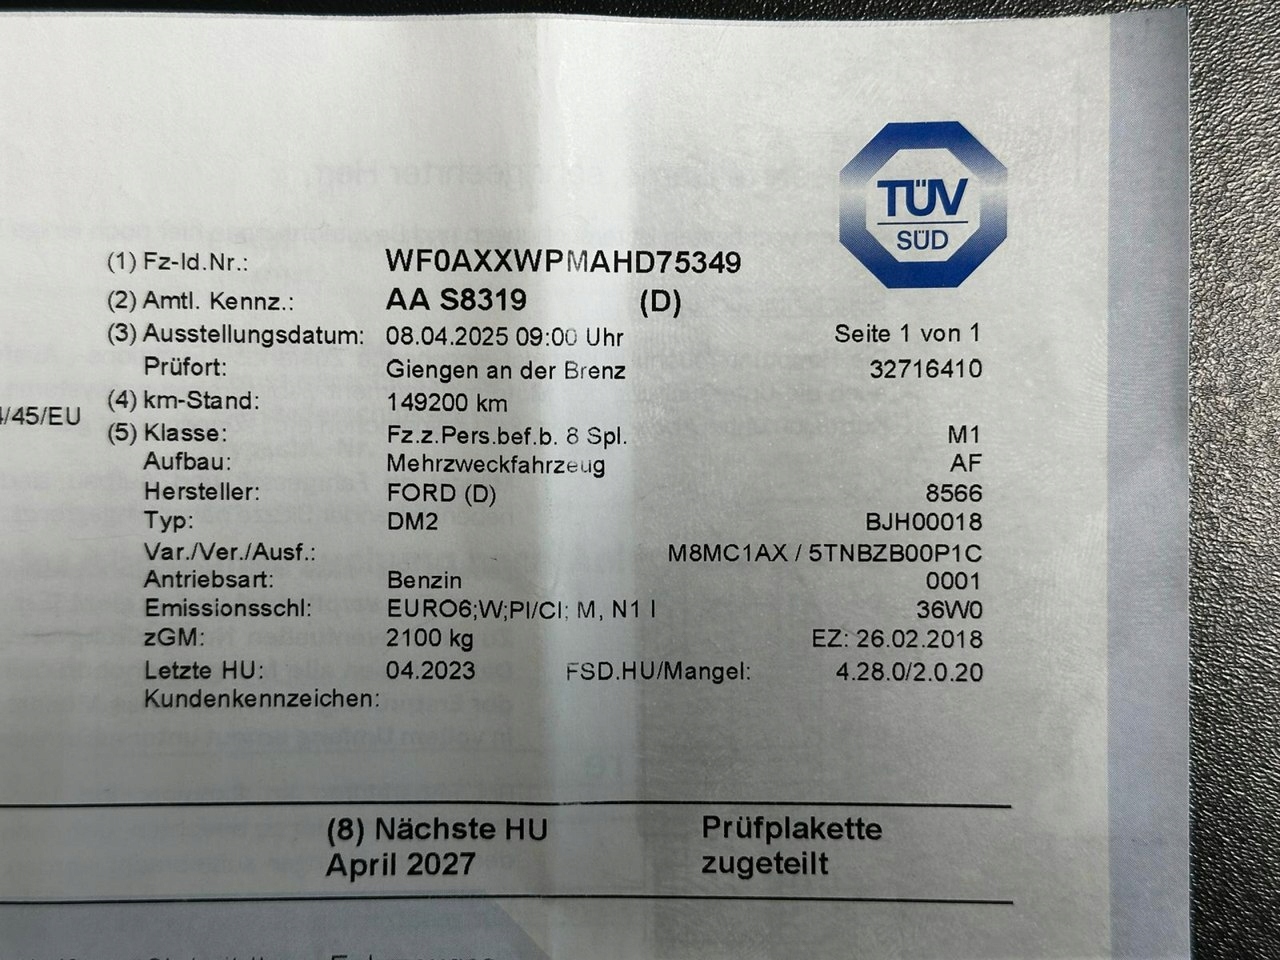 TÜV
SÜD
(1) Fz-Id.Nr.: WF0AXXWPMAHD75349
(2) Amtl. Kennz.: AA S8319 (D)
(3) Ausstellungsdatum: 08.04.2025 09:00 Uhr Seite 1 von 1
Prüfort: Giengen an der Brenz 32716410
/45/EU (4) km-Stand: 149200 km
(5) Klasse: Fz.z.Pers.bef.b. 8 Spl. M1
Aufbau: Mehrzweckfahrzeug AF
Hersteller: FORD (D) 8566
Typ: DM2 BJH00018
Var./Ver./Ausf.: M8MC1AX / 5TNBZB00P1C
Antriebsart: Benzin 0001
Emissionsschl: EURO6;W;PI/CI; M, N1 I 36W0
zGM: 2100 kg EZ: 26.02.2018
Letzte HU: 04.2023 FSD.HU/Mangel: 4.28.0/2.0.20
Kundenkennzeichen:
(8) Nächste HU Prüfplakette
April 2027 zugeteilt